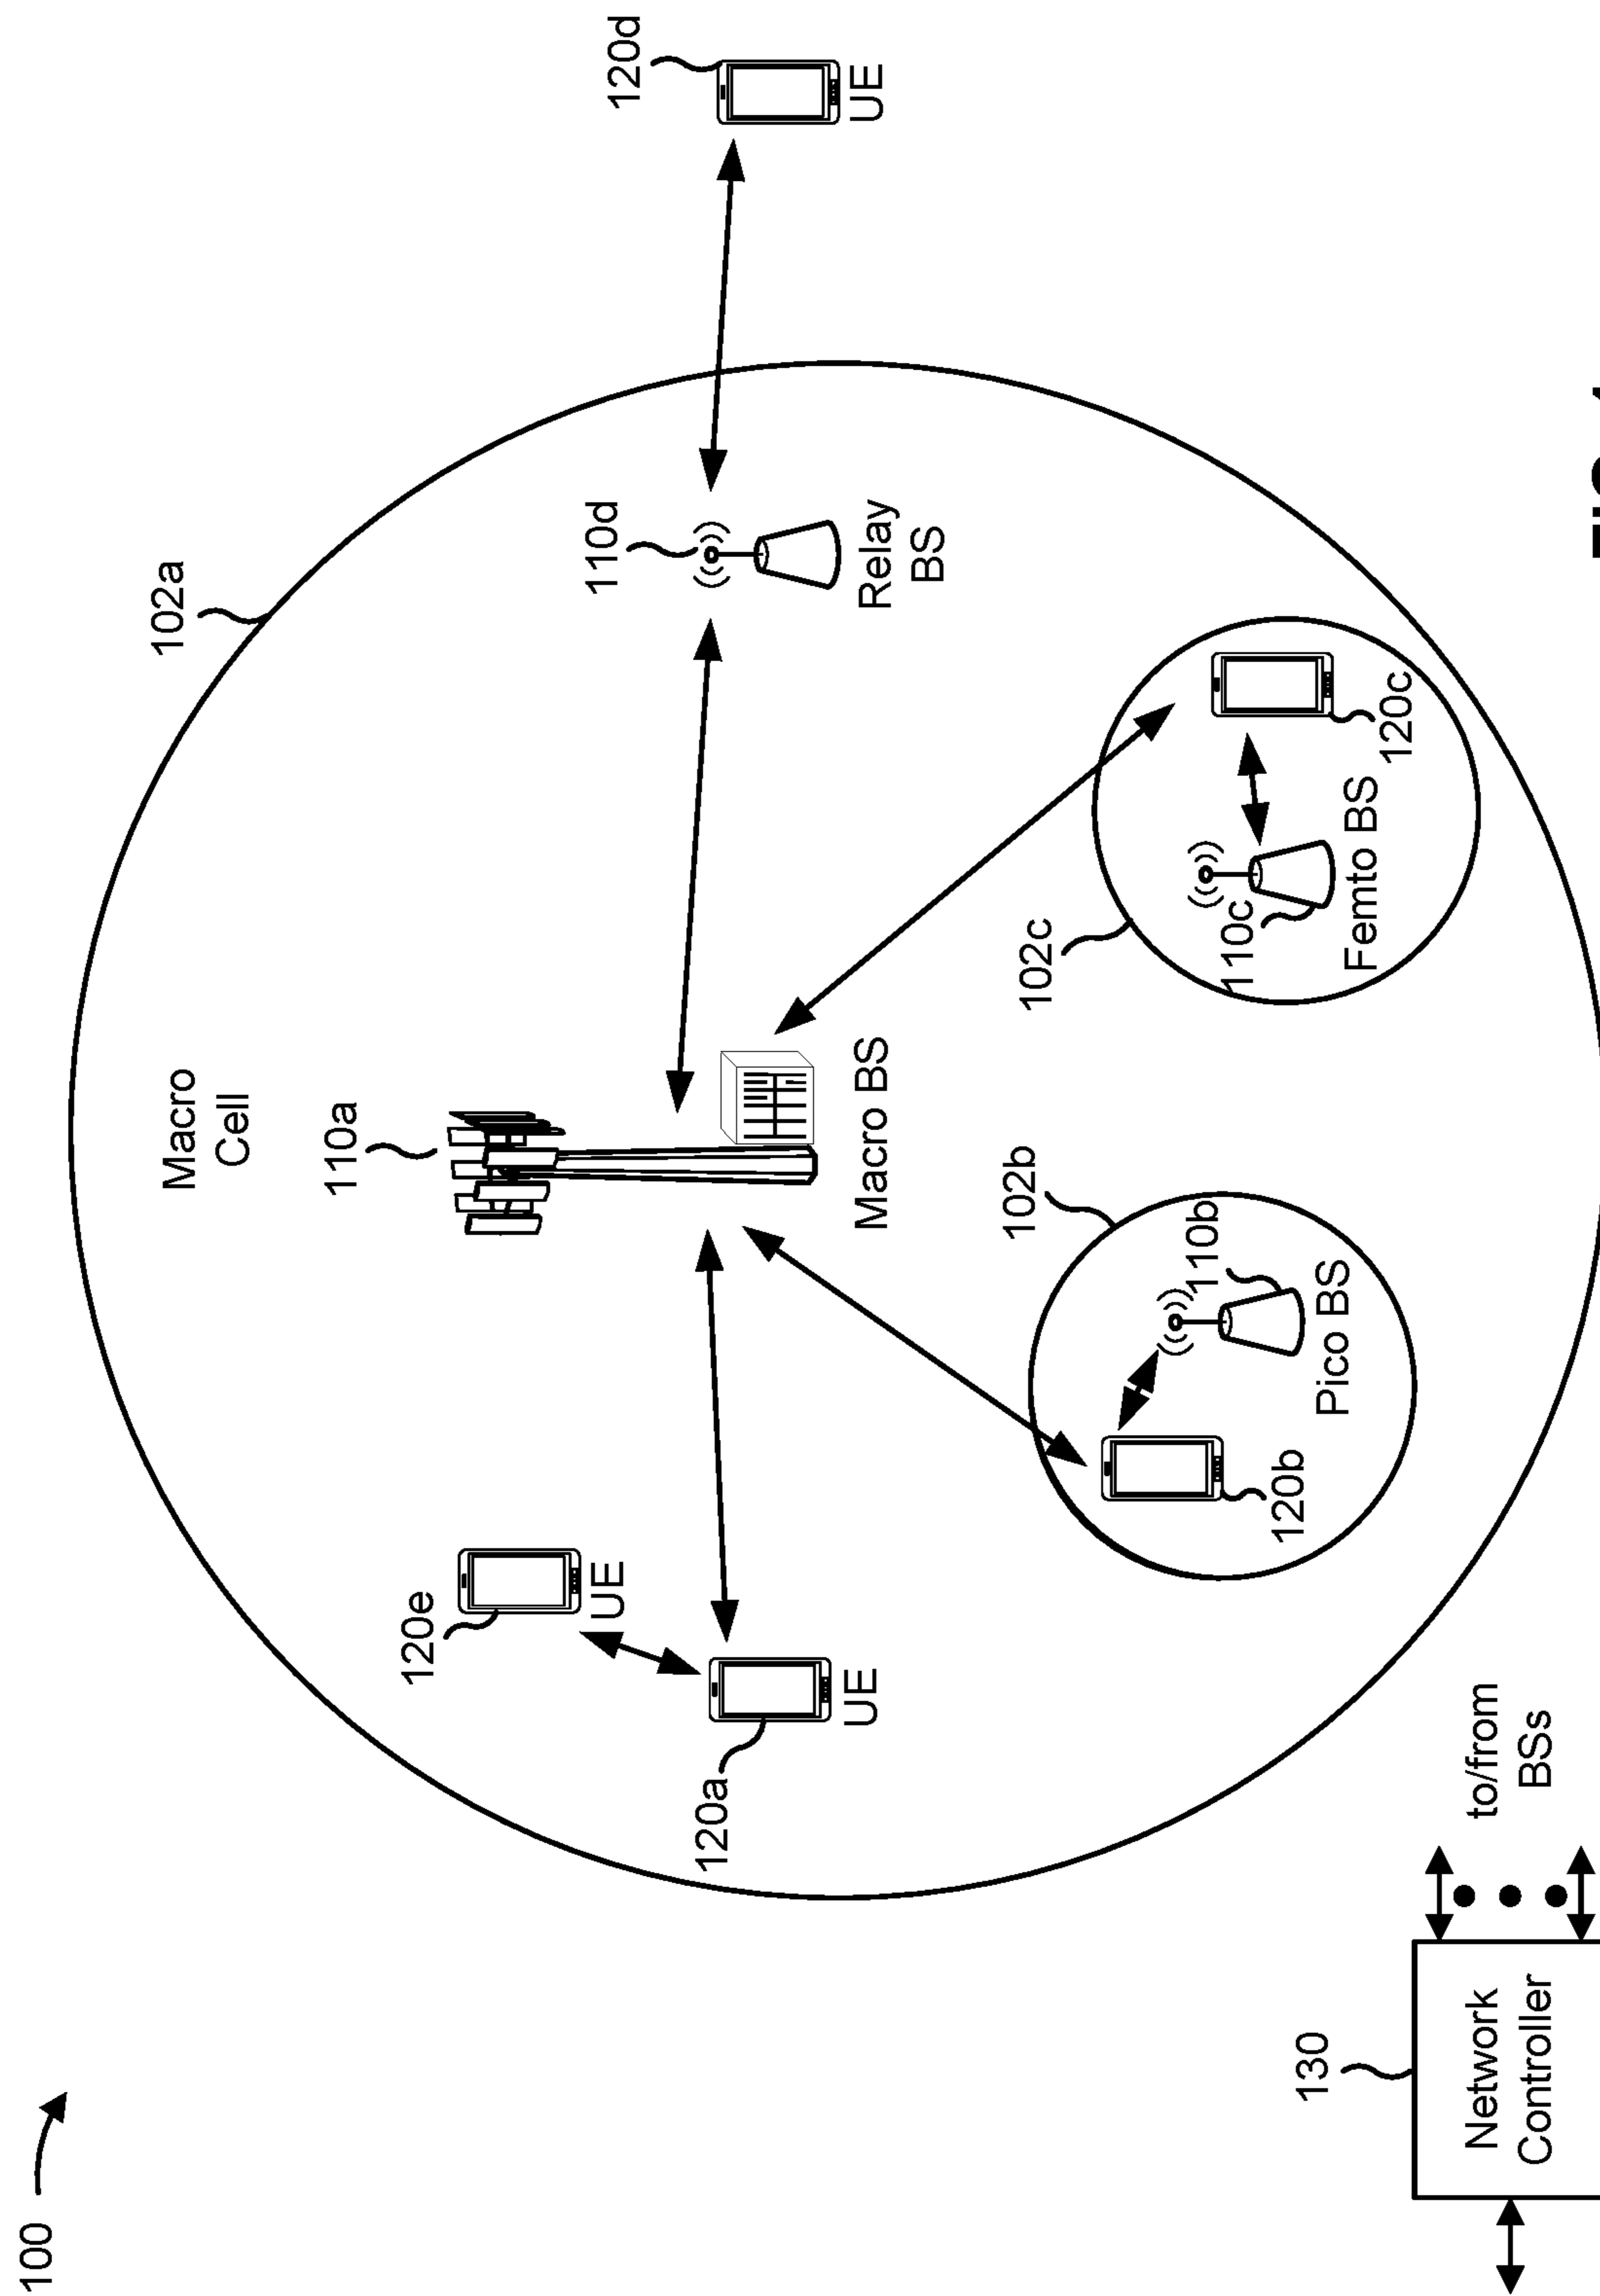 100
102a
Macro
Cell
110a
120e
UE
110d
120d
120a
UE
Macro BS
Relay
BS
UE
102b
102c
110b
110c
120b
130
Pico BS
Femto BS
120c
Network
Controller
to/from
BSs